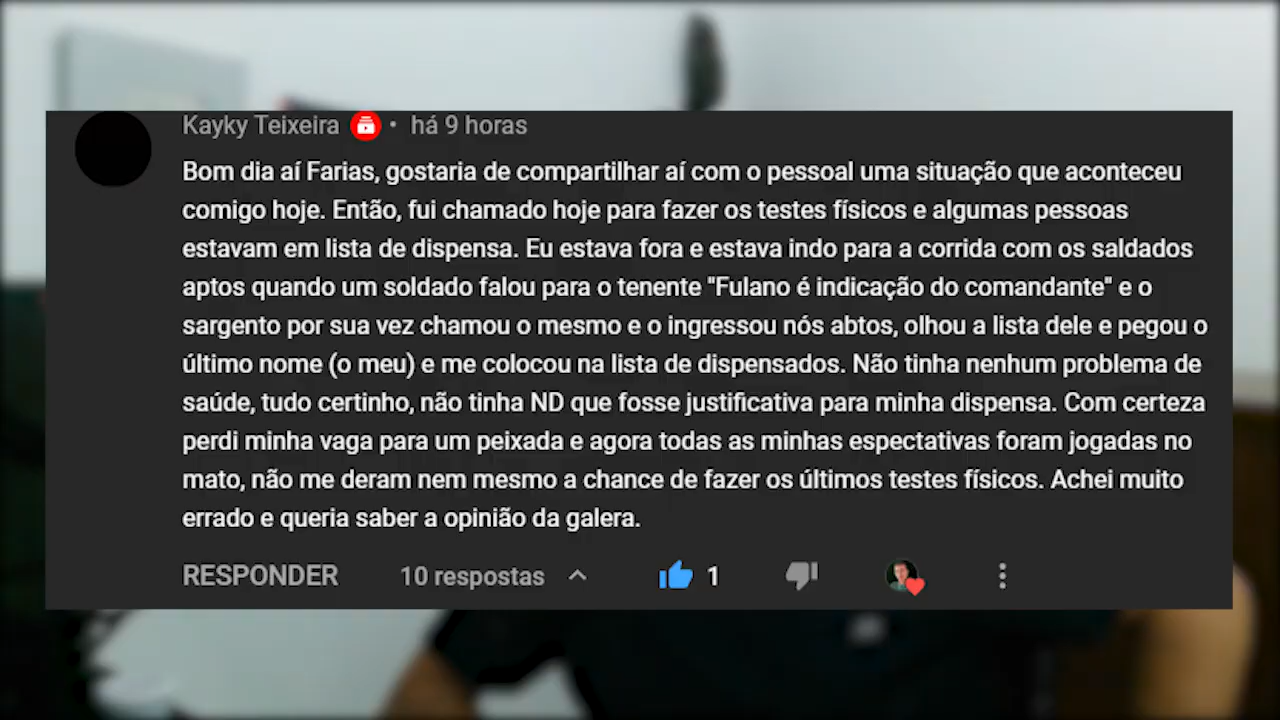 Kayky Teixeira • há 9 horas
Bom dia aí Farias, gostaria de compartilhar aí com o pessoal uma situação que aconteceu
comigo hoje. Então, fui chamado hoje para fazer os testes físicos e algumas pessoas
estavam em lista de dispensa. Eu estava fora e estava indo para a corrida com os saldados
aptos quando um soldado falou para o tenente "Fulano é indicação do comandante" e o
sargento por sua vez chamou o mesmo e o ingressou nós abtos, olhou a lista dele e pegou o
último nome (o meu) e me colocou na lista de dispensados. Não tinha nenhum problema de
saúde, tudo certinho, não tinha ND que fosse justificativa para minha dispensa. Com certeza
perdi minha vaga para um peixada e agora todas as minhas espectativas foram jogadas no
mato, não me deram nem mesmo a chance de fazer os últimos testes físicos. Achei muito
errado e queria saber a opinião da galera.
RESPONDER 10 respostas 1